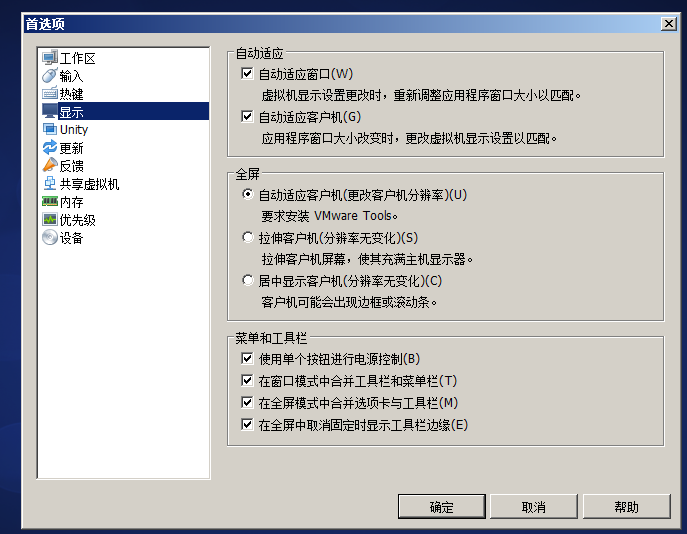 首选项
工作区
输入
热键
显示
Unity
更新
反馈
共享虚拟机
内存
优先级
设备
自动适应
自动适应窗口(W)
虚拟机显示设置更改时，重新调整应用程序窗口大小以匹配。
自动适应客户机(G)
应用程序窗口大小改变时，更改虚拟机显示设置以匹配。
全屏
自动适应客户机(更改客户机分辨率)(U)
要求安装 VMware Tools。
拉伸客户机(分辨率无变化)(S)
拉伸客户机屏幕，使其充满主机显示器。
居中显示客户机(分辨率无变化)(C)
客户机可能会出现边框或滚动条。
菜单和工具栏
使用单个按钮进行电源控制(B)
在窗口模式中合并工具栏和菜单栏(T)
在全屏模式中合并选项卡与工具栏(M)
在全屏中取消固定时显示工具栏边缘(E)
确定
取消
帮助